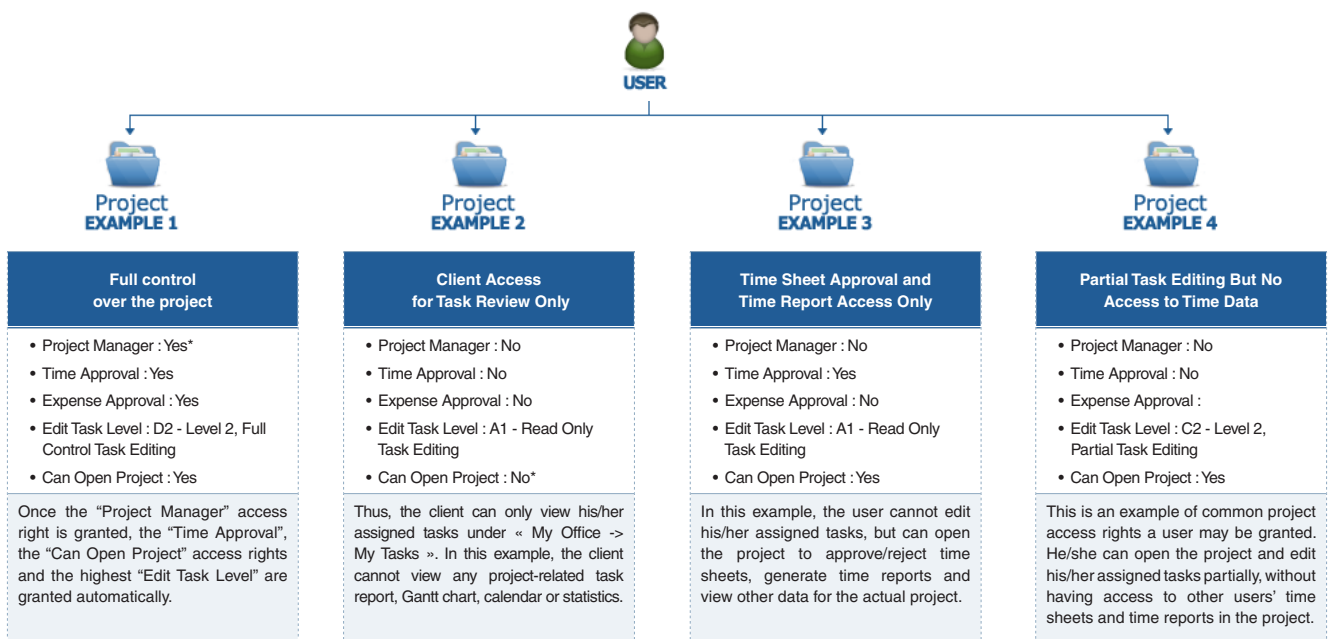 USER
Project
EXAMPLE 1
Full control
over the project
• Project Manager : Yes*
• Time Approval : Yes
• Expense Approval : Yes
• Edit Task Level : D2 - Level 2, Full
Control Task Editing
• Can Open Project : Yes
Once the “Project Manager” access
right is granted, the “Time Approval”,
the “Can Open Project” access rights
and the highest “Edit Task Level” are
granted automatically.
Project
EXAMPLE 2
Client Access
for Task Review Only
• Project Manager : No
• Time Approval : No
• Expense Approval : No
• Edit Task Level : A1 - Read Only
Task Editing
• Can Open Project : No*
Thus, the client can only view his/her
assigned tasks under « My Office ->
My Tasks ». In this example, the client
cannot view any project-related task
report, Gantt chart, calendar or statistics.
Project
EXAMPLE 3
Time Sheet Approval and
Time Report Access Only
• Project Manager : No
• Time Approval : Yes
• Expense Approval : No
• Edit Task Level : A1 - Read Only
Task Editing
• Can Open Project : Yes
In this example, the user cannot edit
his/her assigned tasks, but can open
the project to approve/reject time
sheets, generate time reports and
view other data for the actual project.
Project
EXAMPLE 4
Partial Task Editing But No
Access to Time Data
• Project Manager : No
• Time Approval : No
• Expense Approval :
• Edit Task Level : C2 - Level 2,
Partial Task Editing
• Can Open Project : Yes
This is an example of common project
access rights a user may be granted.
He/she can open the project and edit
his/her assigned tasks partially, without
having access to other users’ time
sheets and time reports in the project.